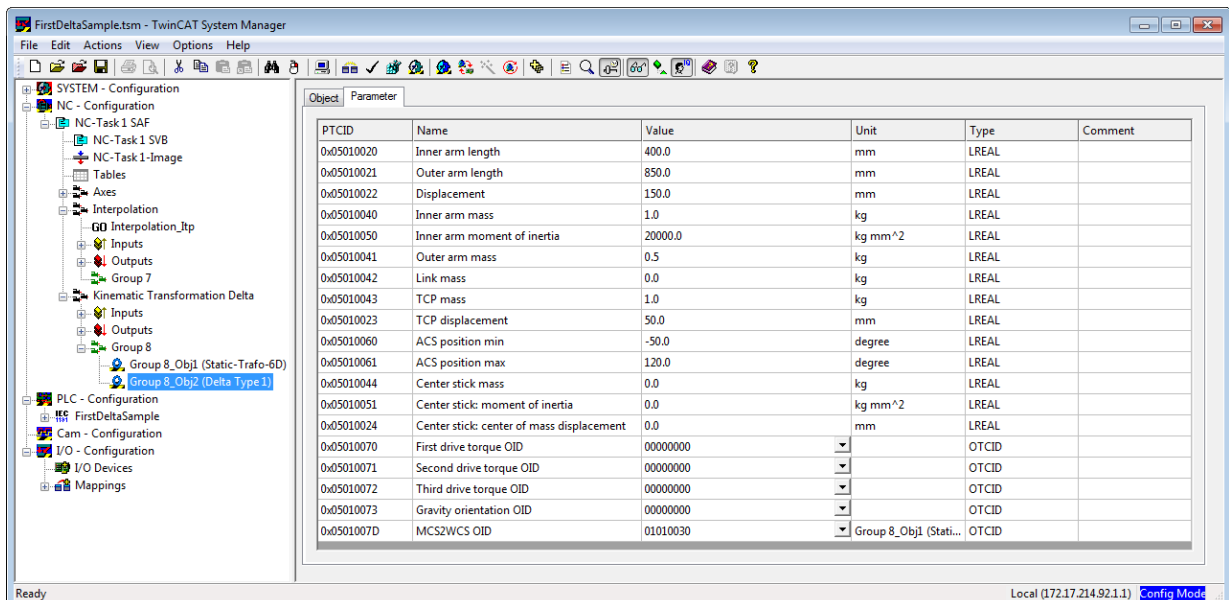 FirstDeltaSample.tsm - TwinCAT System Manager
File Edit Actions View Options Help
SYSTEM - Configuration
NC - Configuration
NC-Task 1 SAF
NC-Task 1 SVB
NC-Task 1-Image
Tables
Axes
Interpolation
GO Interpolation_Itp
Inputs
Outputs
Group 7
Kinematic Transformation Delta
Inputs
Outputs
Group 8
Group 8_Obj1 (Static-Trafo-6D)
Group 8_Obj2 (Delta Type 1)
PLC - Configuration
IEC 1131 FirstDeltaSample
Cam - Configuration
I/O - Configuration
I/O Devices
Mappings
Object Parameter
PTCID Name Value Unit Type Comment
0x05010020 Inner arm length 400.0 mm LREAL
0x05010021 Outer arm length 850.0 mm LREAL
0x05010022 Displacement 150.0 mm LREAL
0x05010040 Inner arm mass 1.0 kg LREAL
0x05010050 Inner arm moment of inertia 20000.0 kg mm^2 LREAL
0x05010041 Outer arm mass 0.5 kg LREAL
0x05010042 Link mass 0.0 kg LREAL
0x05010043 TCP mass 1.0 kg LREAL
0x05010023 TCP displacement 50.0 mm LREAL
0x05010060 ACS position min -50.0 degree LREAL
0x05010061 ACS position max 120.0 degree LREAL
0x05010044 Center stick mass 0.0 kg LREAL
0x05010051 Center stick: moment of inertia 0.0 kg mm^2 LREAL
0x05010024 Center stick: center of mass displacement 0.0 mm LREAL
0x05010070 First drive torque OID 00000000 OTCID
0x05010071 Second drive torque OID 00000000 OTCID
0x05010072 Third drive torque OID 00000000 OTCID
0x05010073 Gravity orientation OID 00000000 OTCID
0x0501007D MCS2WCS OID 01010030 Group 8_Obj1 (Stati... OTCID
Ready Local (172.17.214.92.1.1) Config Mode